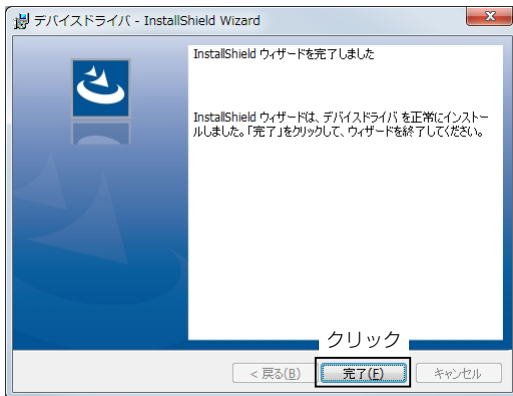 デバイスドライバ - InstallShield Wizard
InstallShield ウィザードを完了しました
InstallShield ウィザードは、デバイスドライバ を正常にインストー
ルしました。「完了」をクリックして、ウィザードを終了してください。
クリック
< 戻る(B) 完了(F) キャンセル